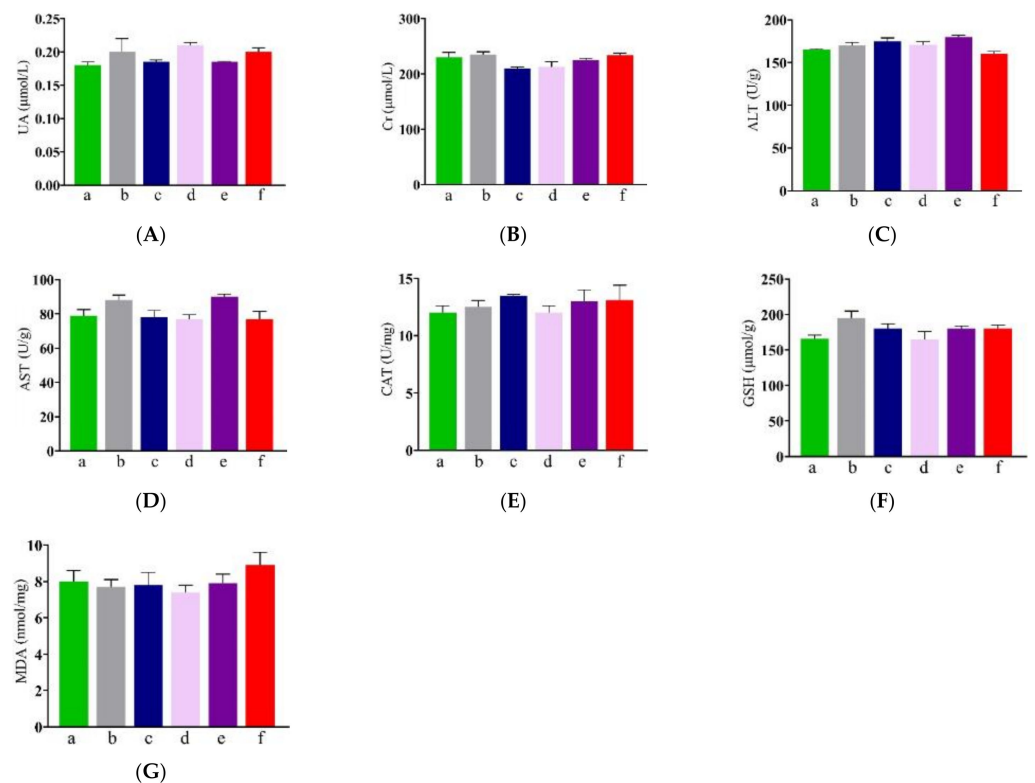 UA (μmol/L)
0.25
0.20
0.15
0.10
0.05
0.00
a b c d e f
(A)
Cr (μmol/L)
300
200
100
0
a b c d e f
(B)
ALT (U/g)
200
150
100
50
0
a b c d e f
(C)
AST (U/g)
100
80
60
40
20
0
a b c d e f
(D)
CAT (U/mg)
15
10
5
0
a b c d e f
(E)
GSH (μmol/g)
250
200
150
100
50
0
a b c d e f
(F)
MDA (nmol/mg)
10
8
6
4
2
0
a b c d e f
(G)